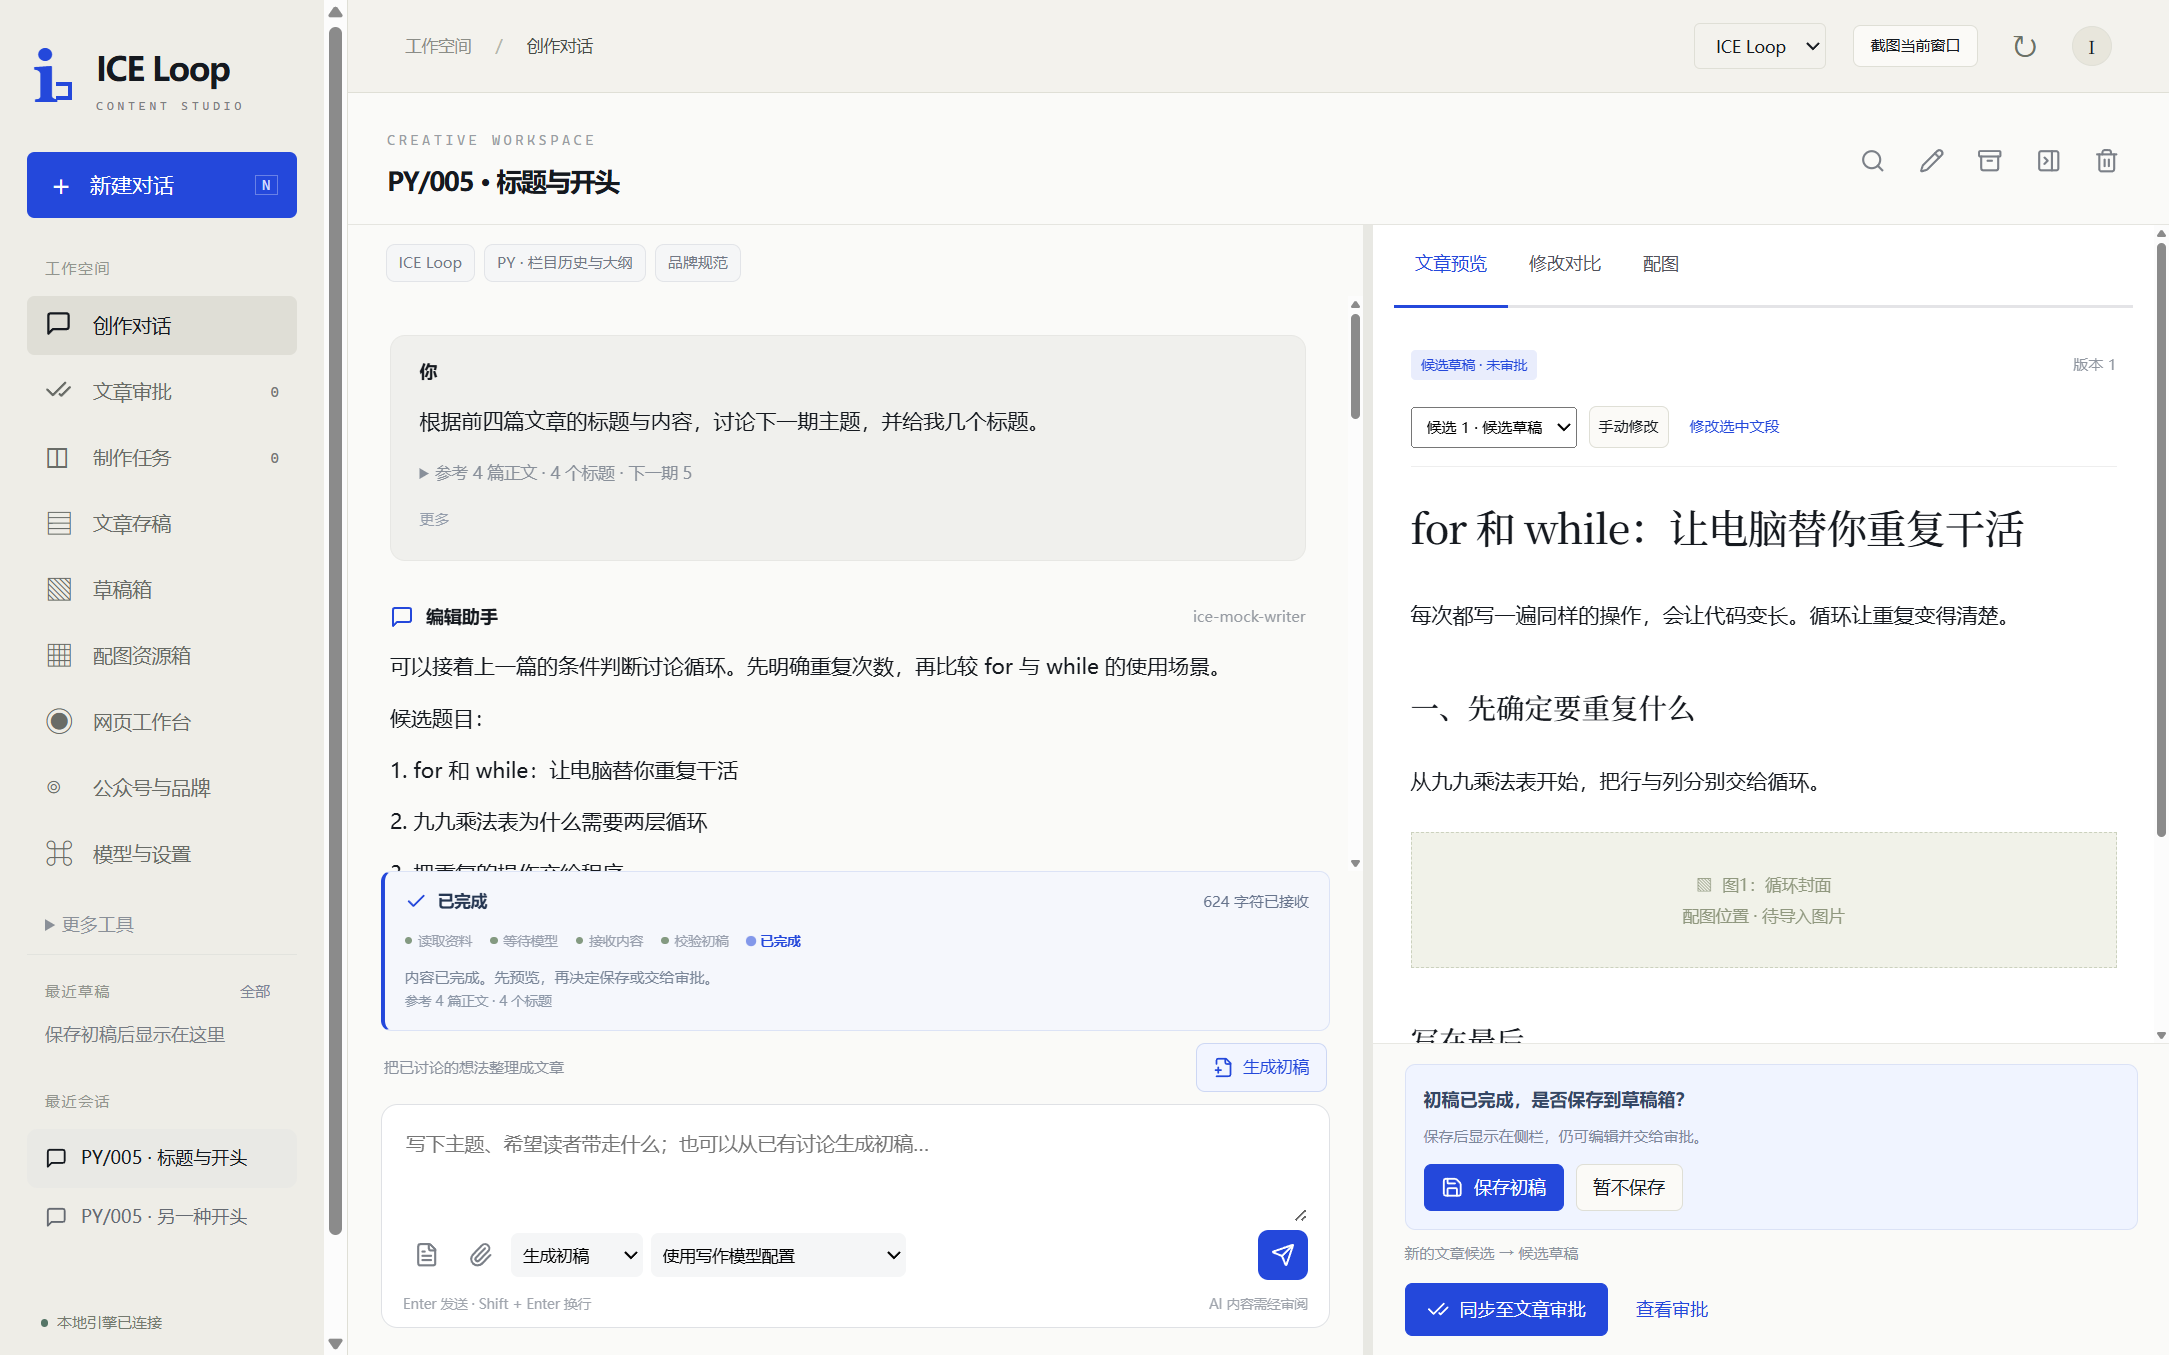 ICE Loop
CONTENT STUDIO
+ 新建对话 N
工作空间
创作对话
文章审批 0
制作任务 0
文章存稿
草稿箱
配图资源箱
网页工作台
公众号与品牌
模型与设置
▶ 更多工具
最近草稿 全部
保存初稿后显示在这里
最近会话
PY/005 · 标题与开头
PY/005 · 另一种开头
本地引擎已连接
工作空间 / 创作对话
ICE Loop
截图当前窗口
I
CREATIVE WORKSPACE
PY/005 • 标题与开头
ICE Loop
PY · 栏目历史与大纲
品牌规范
你
根据前四篇文章的标题与内容，讨论下一期主题，并给我几个标题。
▶ 参考 4 篇正文 · 4 个标题 · 下一期 5
更多
编辑助手 ice-mock-writer
可以接着上一篇的条件判断讨论循环。先明确重复次数，再比较 for 与 while 的使用场景。
候选题目：
1. for 和 while：让电脑替你重复干活
2. 九九乘法表为什么需要两层循环
3. 把重复的操作交给程序
已完成 624 字符已接收
读取资料 等待模型 接收内容 校验初稿 已完成
内容已完成。先预览，再决定保存或交给审批。
参考 4 篇正文 · 4 个标题
把已讨论的想法整理成文章
生成初稿
写下主题、希望读者带走什么；也可以从已有讨论生成初稿...
生成初稿
使用写作模型配置
Enter 发送 · Shift + Enter 换行
AI 内容需经审阅
文章预览 修改对比 配图
候选草稿 · 未审批 版本 1
候选 1 · 候选草稿
手动修改
修改选中文段
for 和 while：让电脑替你重复干活
每次都写一遍同样的操作，会让代码变长。循环让重复变得清楚。
一、先确定要重复什么
从九九乘法表开始，把行与列分别交给循环。
图1：循环封面
配图位置 · 待导入图片
写在最后
初稿已完成，是否保存到草稿箱？
保存后显示在侧栏，仍可编辑并交给审批。
保存初稿
暂不保存
新的文章候选 → 候选草稿
同步至文章审批
查看审批